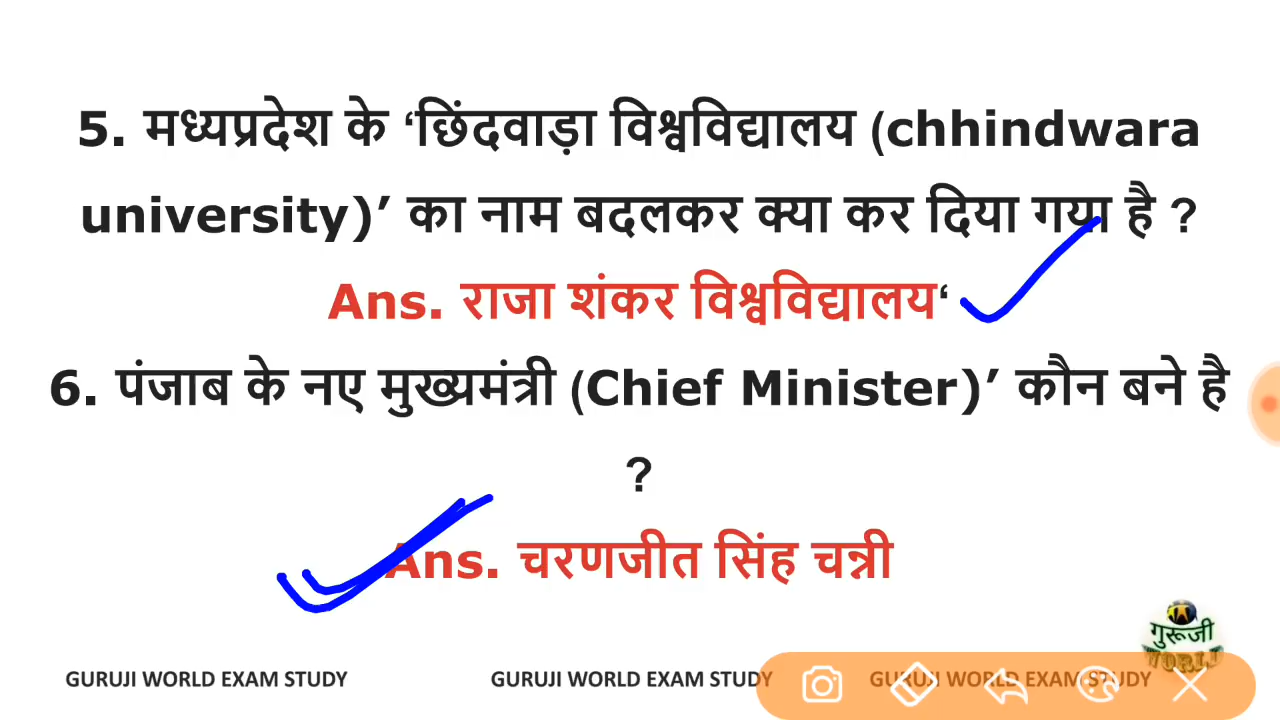 5. मध्यप्रदेश के ‘छिंदवाड़ा विश्वविद्यालय (chhindwara
university)’ का नाम बदलकर क्या कर दिया गया है ?
Ans. राजा शंकर विश्वविद्यालय‘
6. पंजाब के नए मुख्यमंत्री (Chief Minister)’ कौन बने है
?
Ans. चरणजीत सिंह चन्नी
गुरूजी
WORLD
GURUJI WORLD EXAM STUDY GURUJI WORLD EXAM STUDY GURUJI WORLD EXAM STUDY